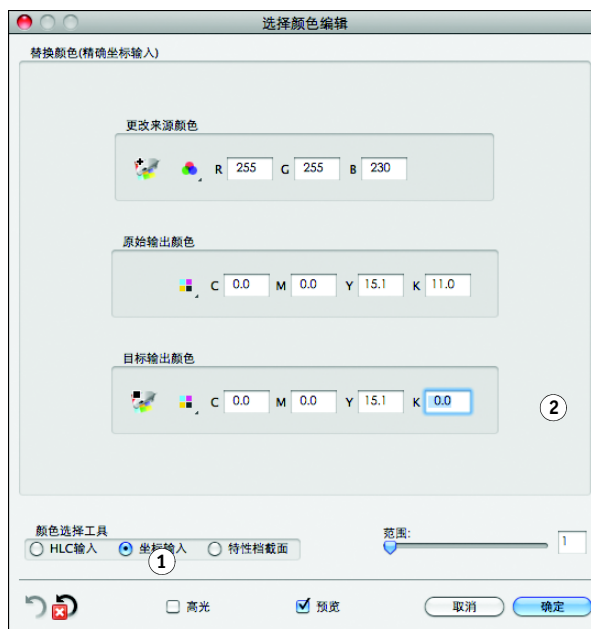 选择颜色编辑
替换颜色(精确坐标输入)
更改来源颜色
R 255 G 255 B 230
原始输出颜色
C 0.0 M 0.0 Y 15.1 K 11.0
目标输出颜色
C 0.0 M 0.0 Y 15.1 K 0.0
2
颜色选择工具
范围:
HLC输入 坐标输入 特性档截面
1
1
高光 预览 取消 确定